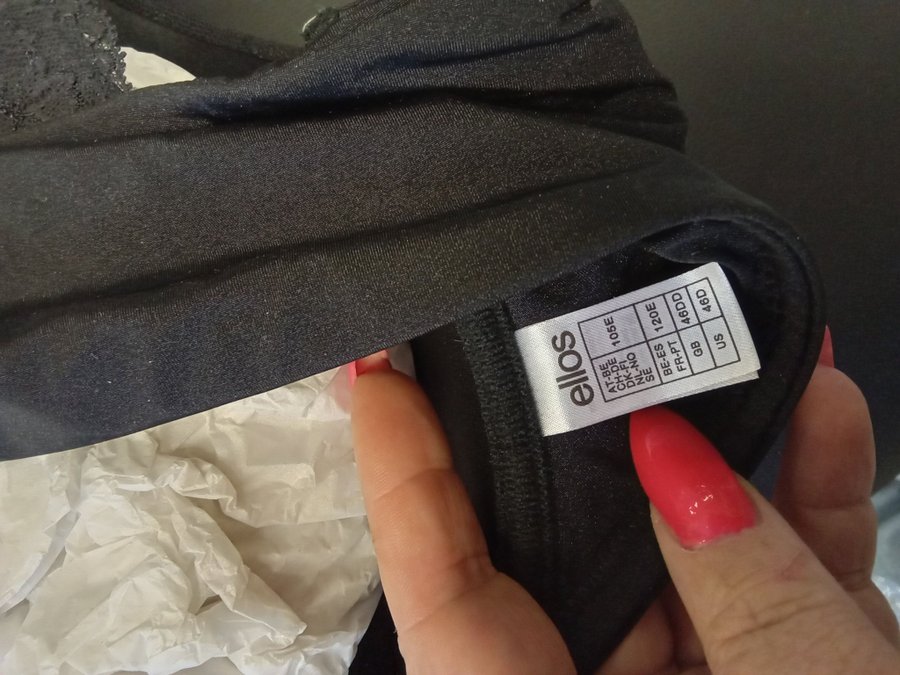 ellos
AT-BE
CH-DE
DK-FI
NL-NO
SE
105E
BE-ES
FR-PT
120E
GB
46DD
US
46D